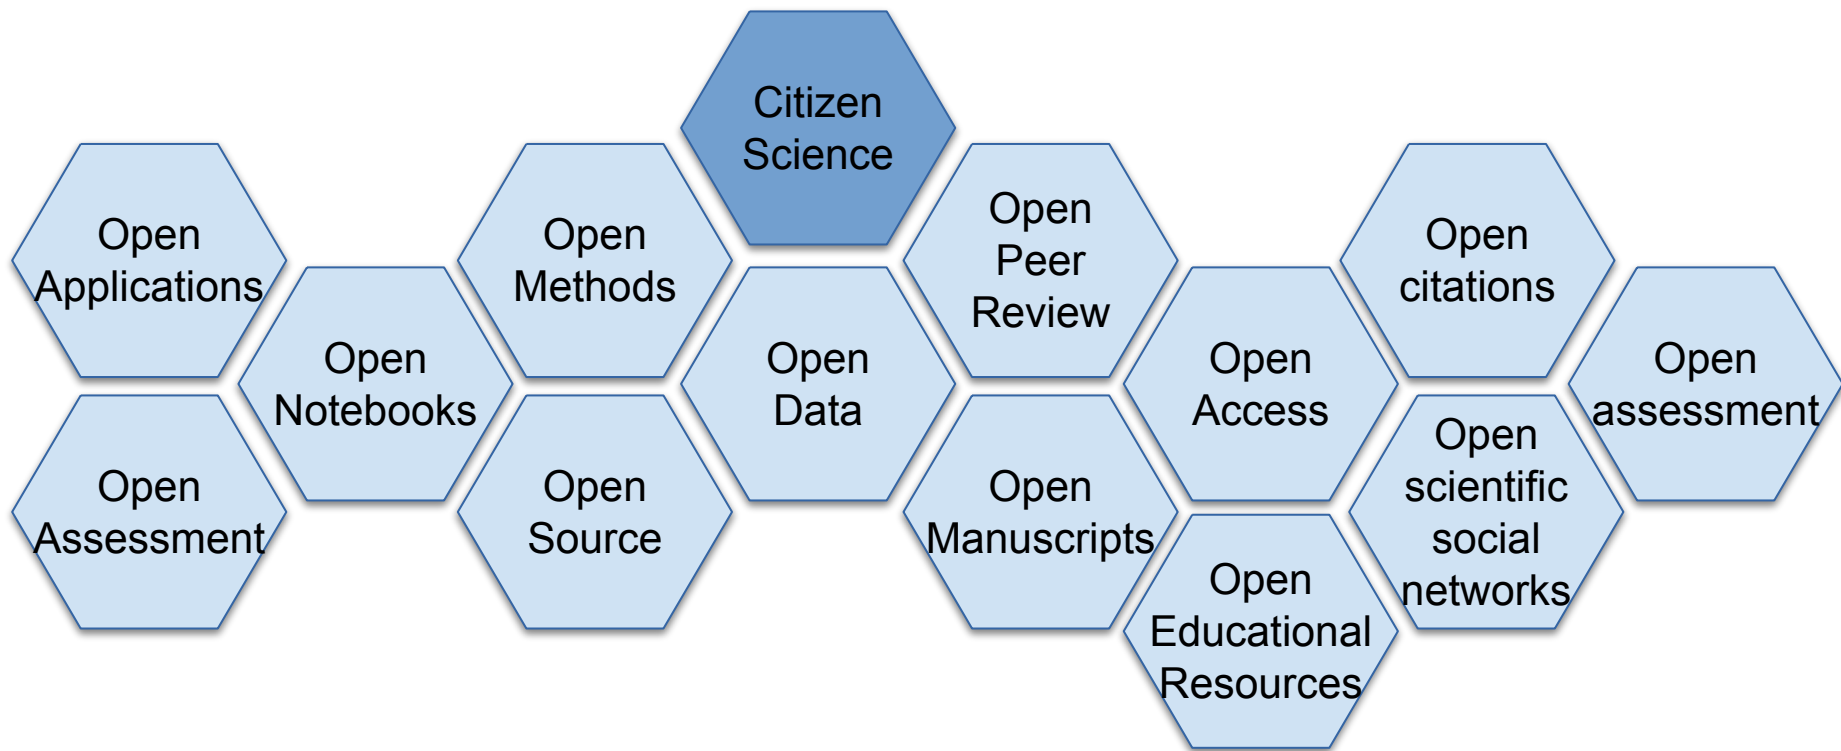 Citizen
Science
Open
Applications
Open
Methods
Open
Peer
Review
Open
citations
Open
Notebooks
Open
Data
Open
Access
Open
assessment
Open
Assessment
Open
Source
Open
Manuscripts
Open
scientific
social
networks
Open
Educational
Resources